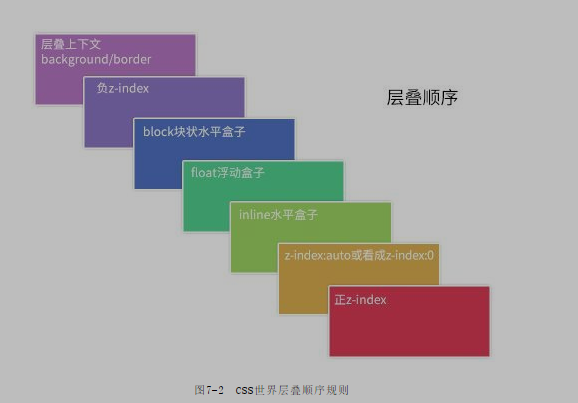 层叠上下文
background/border
负z-index
层叠顺序
block块状水平盒子
float浮动盒子
inline水平盒子
z-index:auto或看成z-index:0
正z-index
图7-2 CSS世界层叠顺序规则